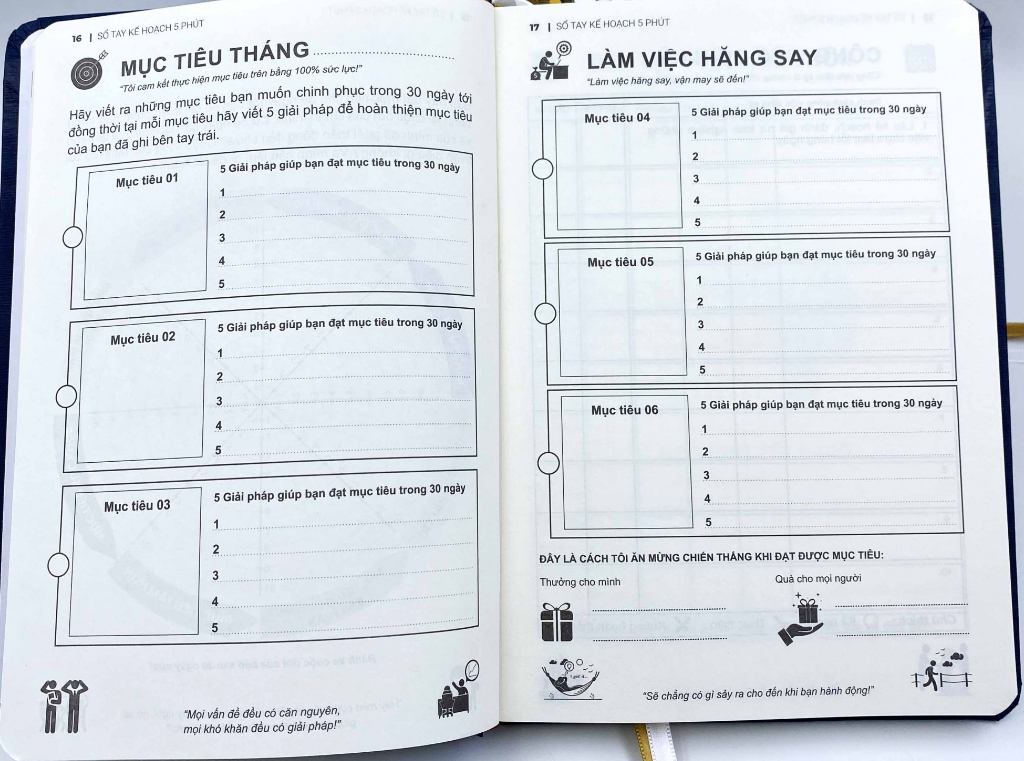 16 | SỔ TAY KẾ HOẠCH 5 PHÚT
MỤC TIÊU THÁNG ..............................
"Tôi cam kết thực hiện mục tiêu trên bằng 100% sức lực!"
Hãy viết ra những mục tiêu bạn muốn chinh phục trong 30 ngày tới
đồng thời tại mỗi mục tiêu hãy viết 5 giải pháp để hoàn thiện mục tiêu
của bạn đã ghi bên tay trái.
Mục tiêu 01
5 Giải pháp giúp bạn đạt mục tiêu trong 30 ngày
1
2
3
4
5
Mục tiêu 02
5 Giải pháp giúp bạn đạt mục tiêu trong 30 ngày
1
2
3
4
5
Mục tiêu 03
5 Giải pháp giúp bạn đạt mục tiêu trong 30 ngày
1
2
3
4
5
"Mọi vấn đề đều có căn nguyên,
mọi khó khăn đều có giải pháp!"
17 | SỔ TAY KẾ HOẠCH 5 PHÚT
LÀM VIỆC HĂNG SAY
"Làm việc hăng say, vận may sẽ đến!"
Mục tiêu 04
5 Giải pháp giúp bạn đạt mục tiêu trong 30 ngày
1
2
3
4
5
Mục tiêu 05
5 Giải pháp giúp bạn đạt mục tiêu trong 30 ngày
1
2
3
4
5
Mục tiêu 06
5 Giải pháp giúp bạn đạt mục tiêu trong 30 ngày
1
2
3
4
5
ĐÂY LÀ CÁCH TÔI ĂN MỪNG CHIẾN THẮNG KHI ĐẠT ĐƯỢC MỤC TIÊU:
Thưởng cho mình
Quà cho mọi người
"Sẽ chẳng có gì sảy ra cho đến khi bạn hành động!"